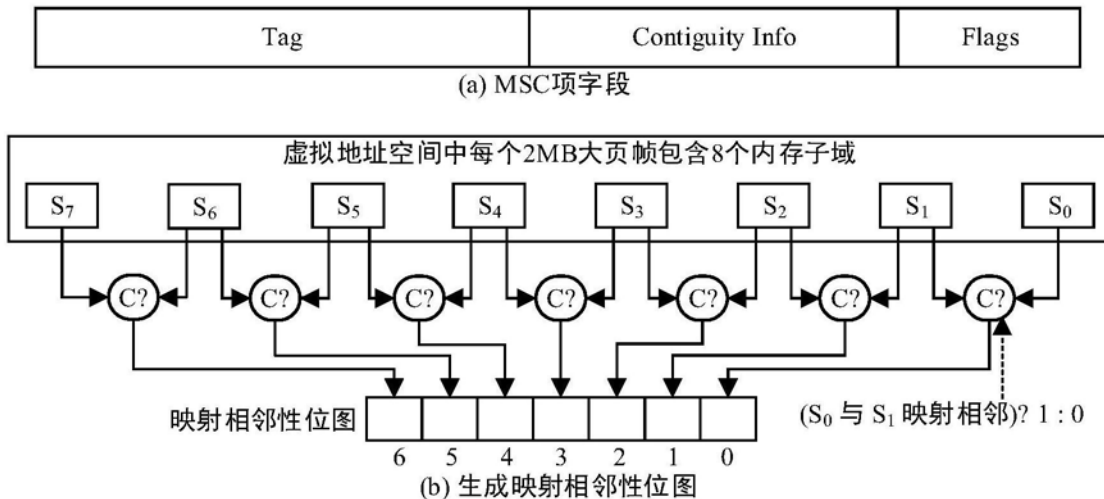 Tag Contiguity Info Flags
(a) MSC项字段
虚拟地址空间中每个2MB大页帧包含8个内存子域
S₇ S₆ S₅ S₄ S₃ S₂ S₁ S₀
C? C? C? C? C? C? C?
映射相邻性位图
(S₀ 与 S₁ 映射相邻)? 1 : 0
6 5 4 3 2 1 0
(b) 生成映射相邻性位图